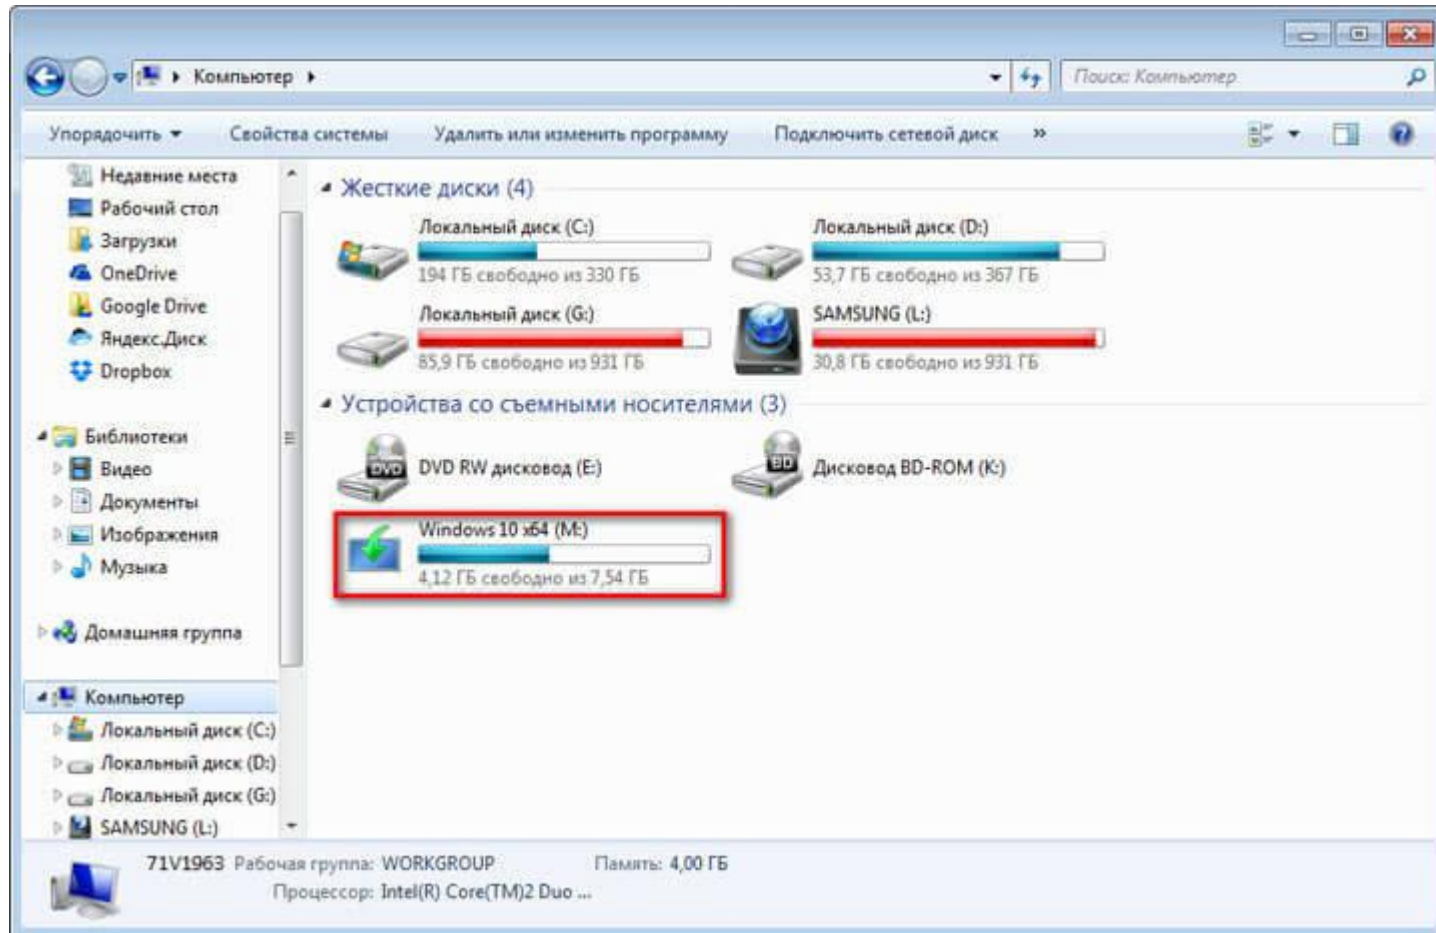 Компьютер
Поиск: Компьютер
Упорядочить
Свойства системы
Удалить или изменить программу
Подключить сетевой диск
»
Недавние места
Рабочий стол
Загрузки
OneDrive
Google Drive
Яндекс.Диск
Dropbox
Библиотеки
Видео
Документы
Изображения
Музыка
Домашняя группа
Компьютер
Локальный диск (C:)
Локальный диск (D:)
Локальный диск (G:)
SAMSUNG (L:)
Жесткие диски (4)
Локальный диск (C:)
194 ГБ свободно из 330 ГБ
Локальный диск (D:)
53,7 ГБ свободно из 367 ГБ
Локальный диск (G:)
85,9 ГБ свободно из 931 ГБ
SAMSUNG (L:)
30,8 ГБ свободно из 931 ГБ
Устройства со съемными носителями (3)
DVD
DVD RW дисковод (E:)
BD
Дисковод BD-ROM (K:)
Windows 10 x64 (M:)
4,12 ГБ свободно из 7,54 ГБ
71V1963 Рабочая группа: WORKGROUP Память: 4,00 ГБ
Процессор: Intel(R) Core(TM)2 Duo ...